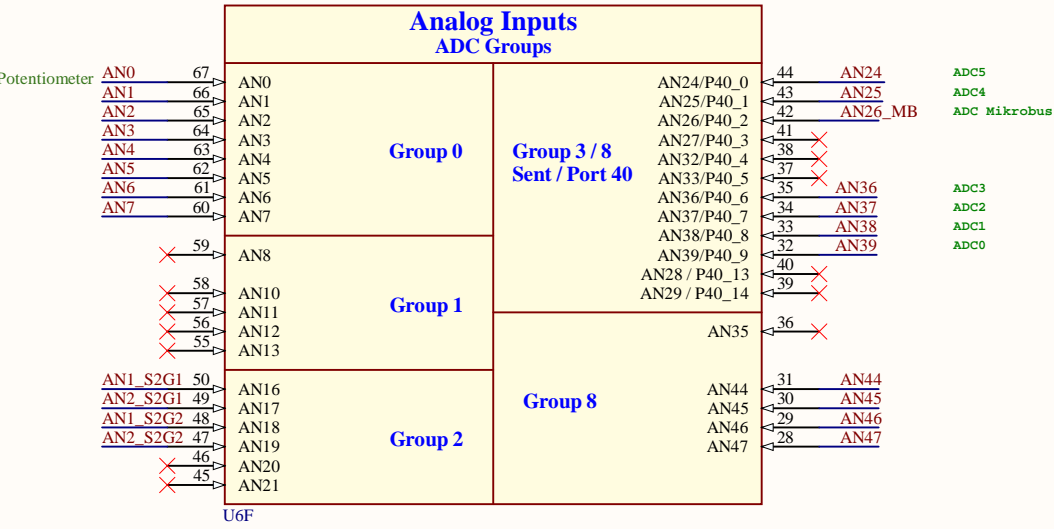 Analog Inputs
ADC Groups
Potentiometer AN0 67 AN0
AN1 66 AN1
AN2 65 AN2
AN3 64 AN3
AN4 63 AN4
AN5 62 AN5
AN6 61 AN6
AN7 60 AN7
Group 0
59 AN8
58 AN10
57 AN11
56 AN12
55 AN13
Group 1
AN1_S2G1 50 AN16
AN2_S2G1 49 AN17
AN1_S2G2 48 AN18
AN2_S2G2 47 AN19
46 AN20
45 AN21
Group 2
Group 3 / 8
Sent / Port 40
AN24/P40_0 44 AN24 ADC5
AN25/P40_1 43 AN25 ADC4
AN26/P40_2 42 AN26_MB ADC Mikrobus
AN27/P40_3 41
AN32/P40_4 38
AN33/P40_5 37
AN36/P40_6 35 AN36 ADC3
AN37/P40_7 34 AN37 ADC2
AN38/P40_8 33 AN38 ADC1
AN39/P40_9 32 AN39 ADC0
AN28 / P40_13 40
AN29 / P40_14 39
AN35 36
Group 8
AN44 31 AN44
AN45 30 AN45
AN46 29 AN46
AN47 28 AN47
U6F